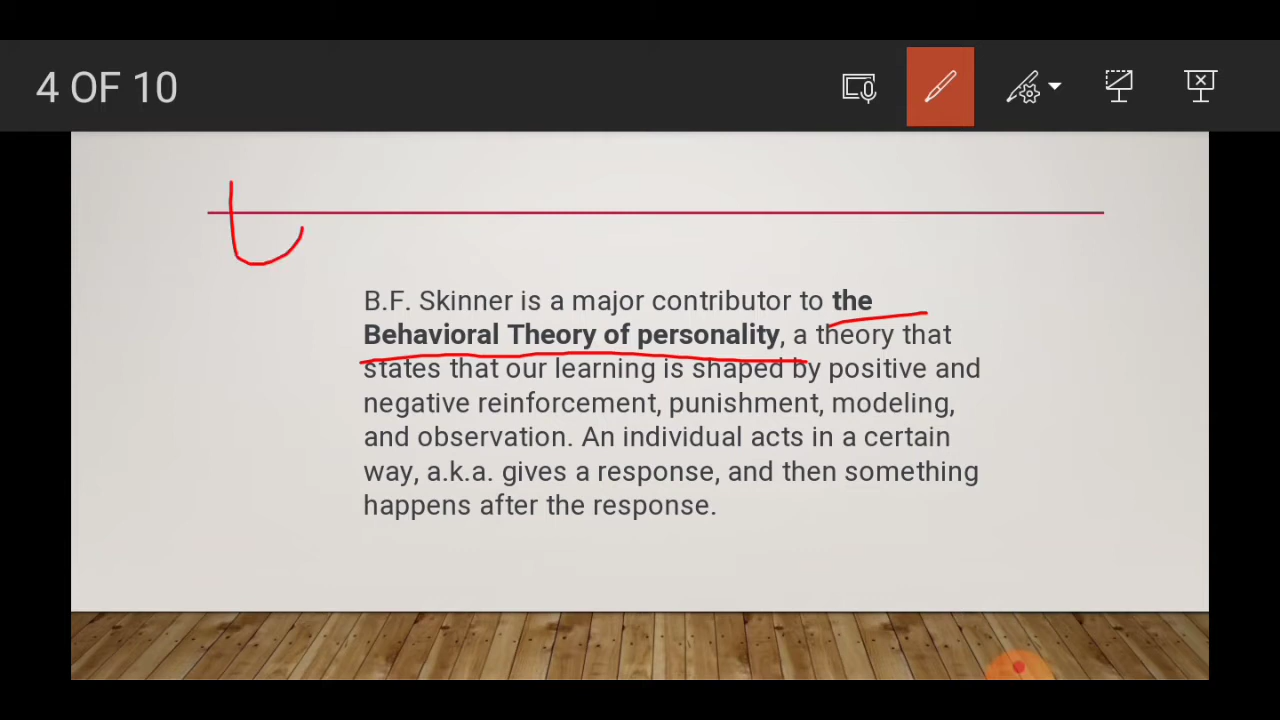 4 OF 10
B.F. Skinner is a major contributor to the
Behavioral Theory of personality, a theory that
states that our learning is shaped by positive and
negative reinforcement, punishment, modeling,
and observation. An individual acts in a certain
way, a.k.a. gives a response, and then something
happens after the response.